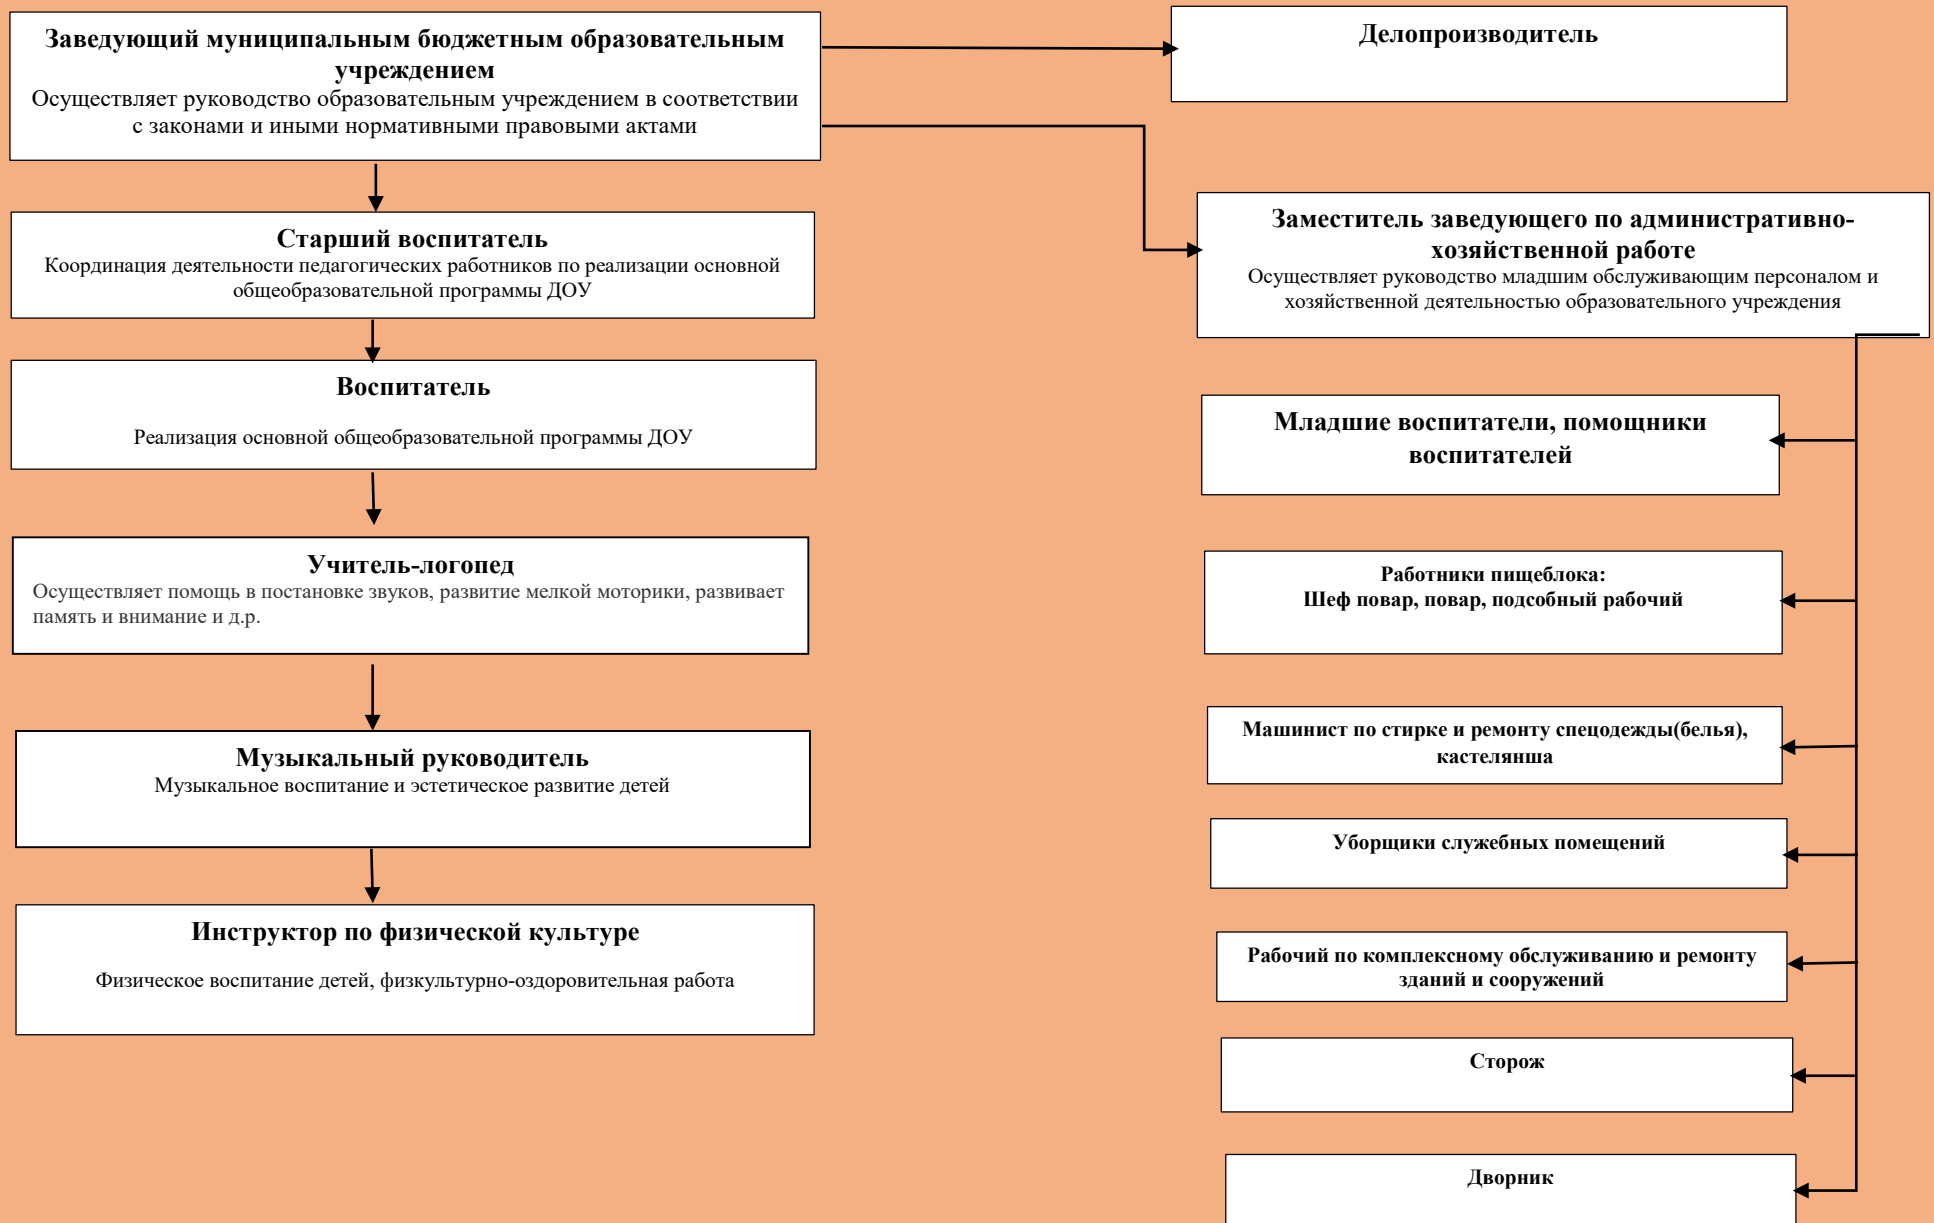 Заведующий муниципальным бюджетным образовательным
учреждением
Осуществляет руководство образовательным учреждением в соответствии
с законами и иными нормативными правовыми актами
Делопроизводитель
Старший воспитатель
Координация деятельности педагогических работников по реализации основной
общеобразовательной программы ДОУ
Заместитель заведующего по административно-
хозяйственной работе
Осуществляет руководство младшим обслуживающим персоналом и
хозяйственной деятельностью образовательного учреждения
Воспитатель
Реализация основной общеобразовательной программы ДОУ
Младшие воспитатели, помощники
воспитателей
Учитель-логопед
Осуществляет помощь в постановке звуков, развитие мелкой моторики, развивает
память и внимание и д.р.
Работники пищеблока:
Шеф повар, повар, подсобный рабочий
Музыкальный руководитель
Музыкальное воспитание и эстетическое развитие детей
Машинист по стирке и ремонту спецодежды(белья),
кастелянша
Уборщики служебных помещений
Инструктор по физической культуре
Физическое воспитание детей, физкультурно-оздоровительная работа
Рабочий по комплексному обслуживанию и ремонту
зданий и сооружений
Сторож
Дворник